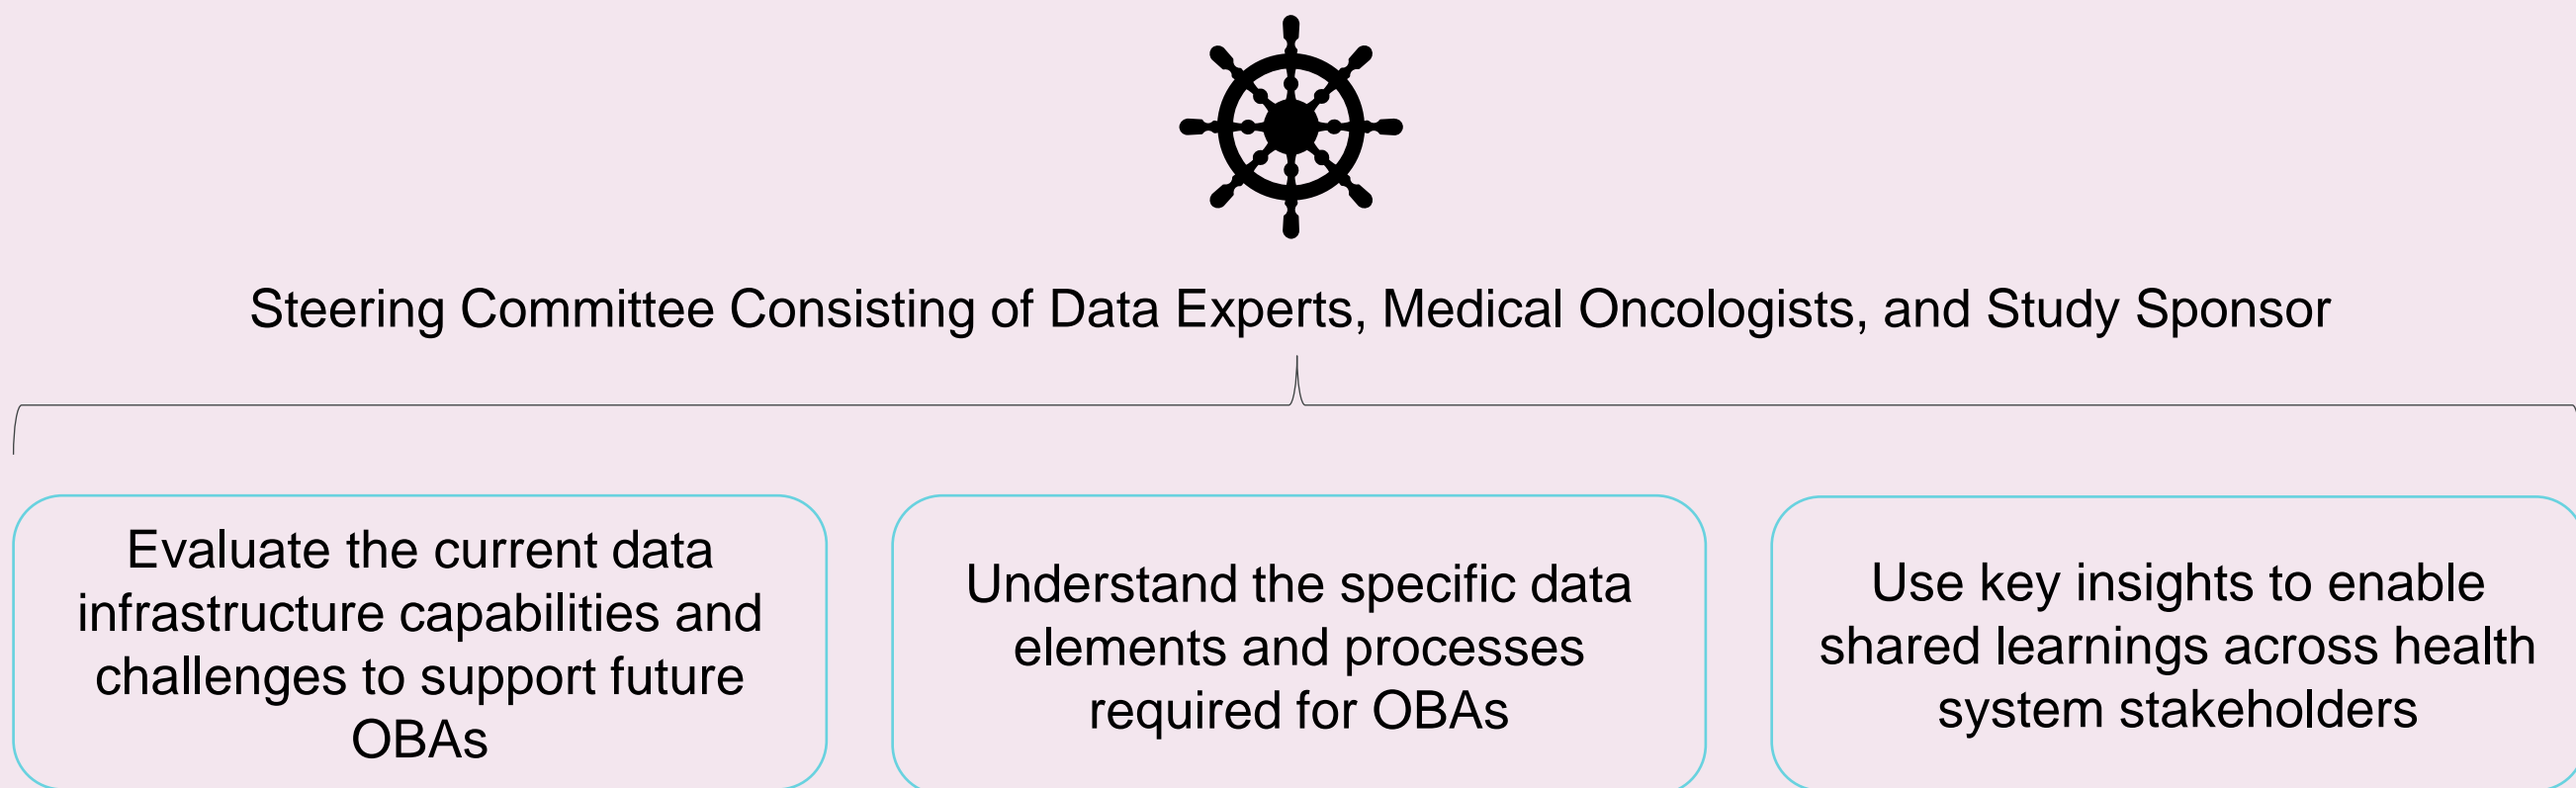 Steering Committee Consisting of Data Experts, Medical Oncologists, and Study Sponsor
Evaluate the current data
infrastructure capabilities and
challenges to support future
OBAs
Understand the specific data
elements and processes
required for OBAs
Use key insights to enable
shared learnings across health
system stakeholders